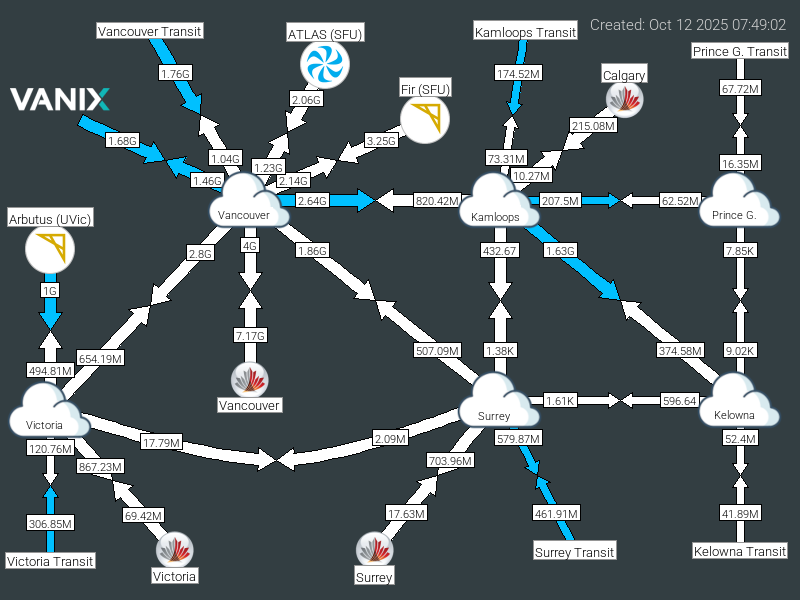 Created: Oct 12 2025 07:49:02
Vancouver Transit
ATLAS (SFU)
Kamloops Transit
Prince G. Transit
1.76G
174.52M
Calgary
67.72M
VANIX
2.06G
Fir (SFU)
215.08M
1.68G
3.25G
1.04G
1.23G
73.31M
16.35M
1.46G
2.14G
10.27M
2.64G
820.42M
207.5M
62.52M
Vancouver
Kamloops
Prince G.
Arbutus (UVic)
2.8G
4G
1.86G
432.67
1.63G
7.85K
1G
7.17G
654.19M
507.09M
1.38K
374.58M
9.02K
494.81M
Vancouver
1.61K
596.64
Victoria
Surrey
Kelowna
120.76M
17.79M
2.09M
579.87M
52.4M
867.23M
703.96M
306.85M
69.42M
17.63M
461.91M
41.89M
Victoria Transit
Victoria
Surrey
Surrey Transit
Kelowna Transit